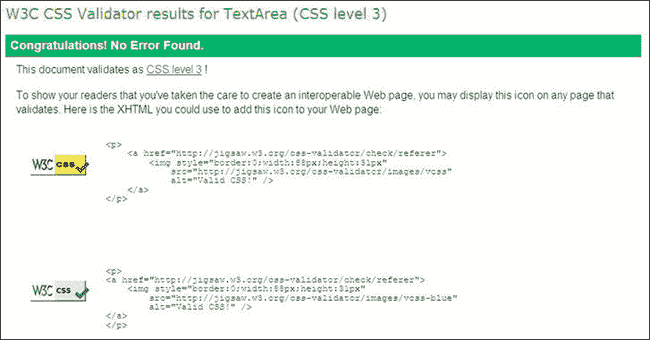 W3C CSS Validator results for TextArea (CSS level 3)
Congratulations! No Error Found.
This document validates as CSS level 3 !
To show your readers that you've taken the care to create an interoperable Web page, you may display this icon on any page that
validates. Here is the XHTML you could use to add this icon to your Web page:
<p>
<a href="http://jigsaw.w3.org/css-validator/check/referer">
W3C css
<img style="border:0;width:88px;height:31px"
src="http://jigsaw.w3.org/css-validator/images/vcss"
alt="Valid CSS!" />
</a>
</p>
<p>
<a href="http://jigsaw.w3.org/css-validator/check/referer">
W3C css
<img style="border:0;width:88px;height:31px"
src="http://jigsaw.w3.org/css-validator/images/vcss-blue"
alt="Valid CSS!" />
</a>
</p>